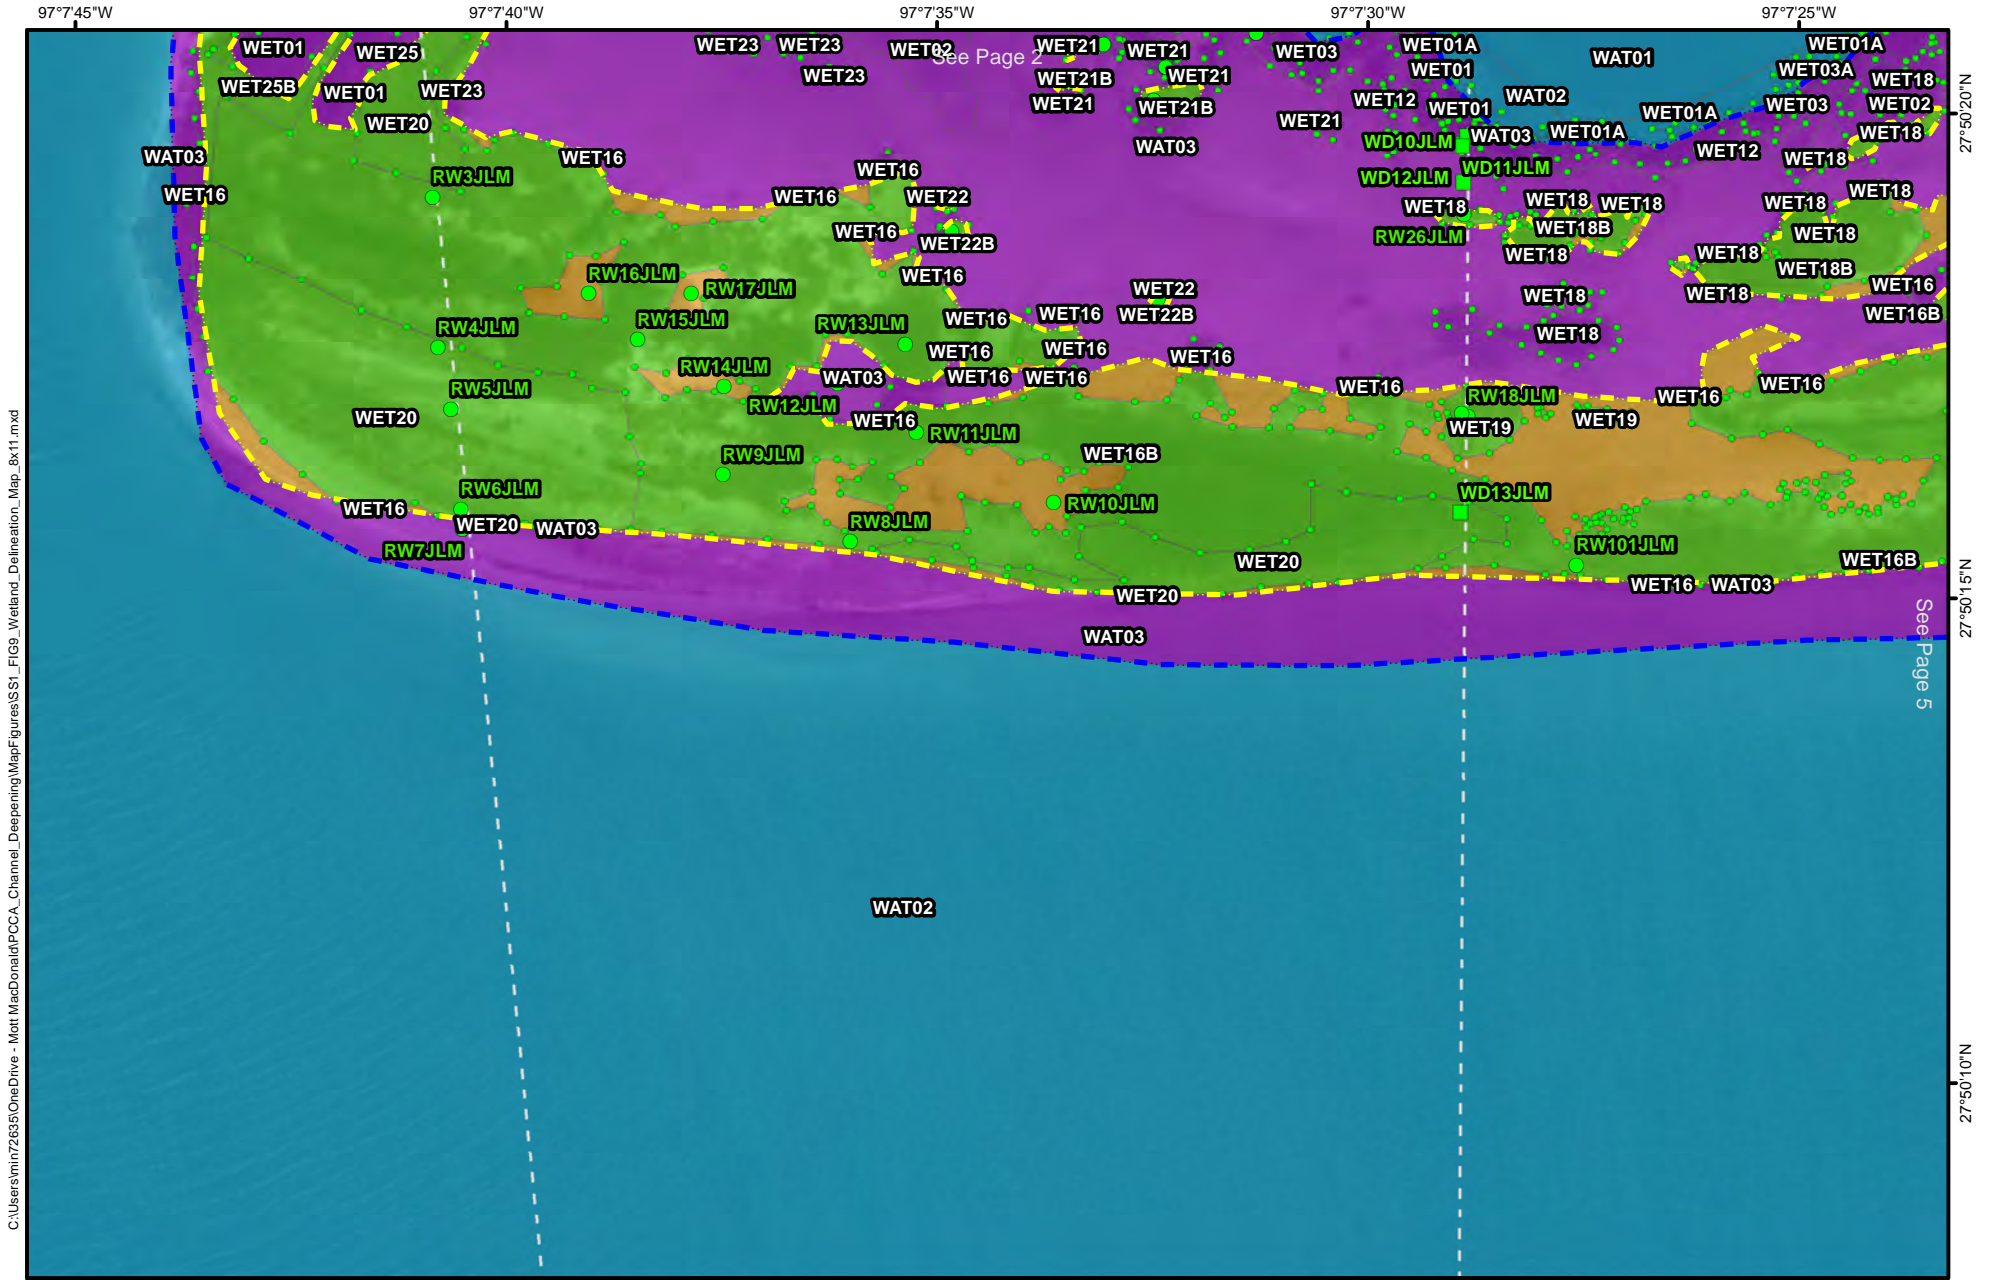 97°7'45"W
97°7'40"W
97°7'35"W
97°7'30"W
97°7'25"W
WET01
WET25
WET23
WET23
WET02
See Page 2
WET21
WET21
WET03
WET01A
WAT01
WET01A
WET25B
WET01
WET23
WET23
WET21B
WET21
WET01
WET03A
WET18
WET20
WET21
WET21B
WET12
WET01
WAT02
WET01A
WET03
WET02
27°50'20"N
WET21
WAT03
WET01A
WET18
WAT03
WET16
WAT03
WD10JLM
WET12
WET18
RW3JLM
WET16
WD12JLM
WD11JLM
WET16
WET16
WET22
WET18
WET18
WET18
WET18
WET18
WET16
WET22B
RW26JLM
WET18B
WET18
WET18
RW16JLM
WET16
WET18
WET18B
RW17JLM
WET22
WET18
WET18
WET16
RW4JLM
RW15JLM
RW13JLM
WET16
WET16
WET22B
WET18
WET16B
WET16
WET16
WET16
RW14JLM
WAT03
WET16
WET16
WET16
WET16
RW5JLM
RW12JLM
RW18JLM
WET16
WET20
WET16
RW11JLM
WET19
WET19
RW9JLM
WET16B
RW6JLM
WD13JLM
WET16
RW10JLM
WET20
WAT03
RW8JLM
RW7JLM
WET20
RW101JLM
WET16B
WET20
WET16
WAT03
27°50'15"N
WAT03
See Page 5
WAT02
27°50'10"N
C:\Users\min72635\OneDrive - Mott MacDonald\PCCA_Channel_Deepening\MapFigures\SS1_FIG9_Wetland_Delineation_Map_8x11.mxd